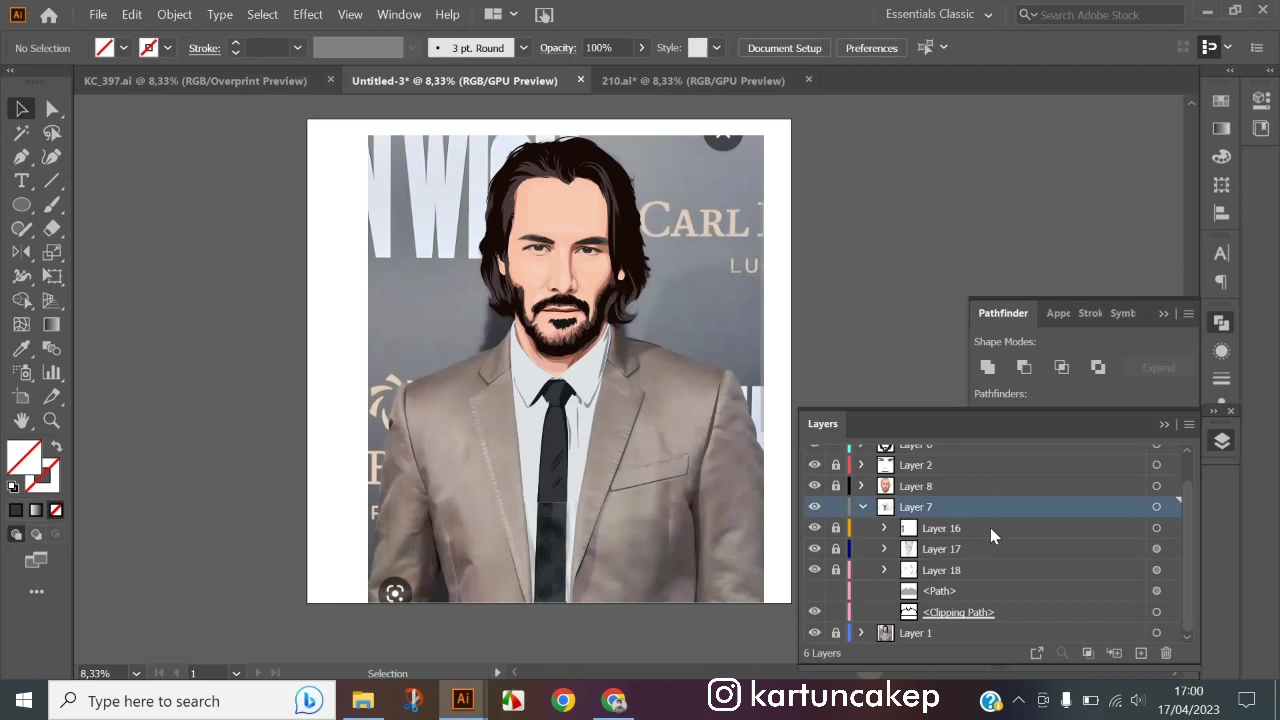 Ai File Edit Object Type Select Effect View Window Help Essentials Classic Search Adobe Stock
No Selection Stroke: 3 pt. Round Opacity: 100% Style: Document Setup Preferences
KC_397.ai @ 8,33% (RGB/Overprint Preview) × Untitled-3* @ 8,33% (RGB/GPU Preview) × 210.ai* @ 8,33% (RGB/GPU Preview) ×
CARL
LU
Pathfinder Appe Strok Symb
Shape Modes:
Expand
Pathfinders:
Layers
Layer 2
Layer 8
Layer 7
Layer 16
Layer 17
Layer 18
<Path>
<Clipping Path>
Layer 1
6 Layers
8,33% 1 Selection
Type here to search
kartuncakep
17:00
17/04/2023